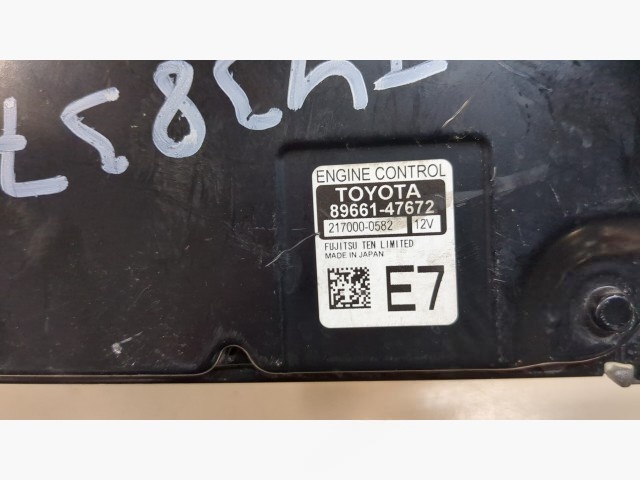 ENGINE CONTROL
TOYOTA
89661-47672
217000-0582 12V
FUJITSU TEN LIMITED
MADE IN JAPAN
E7